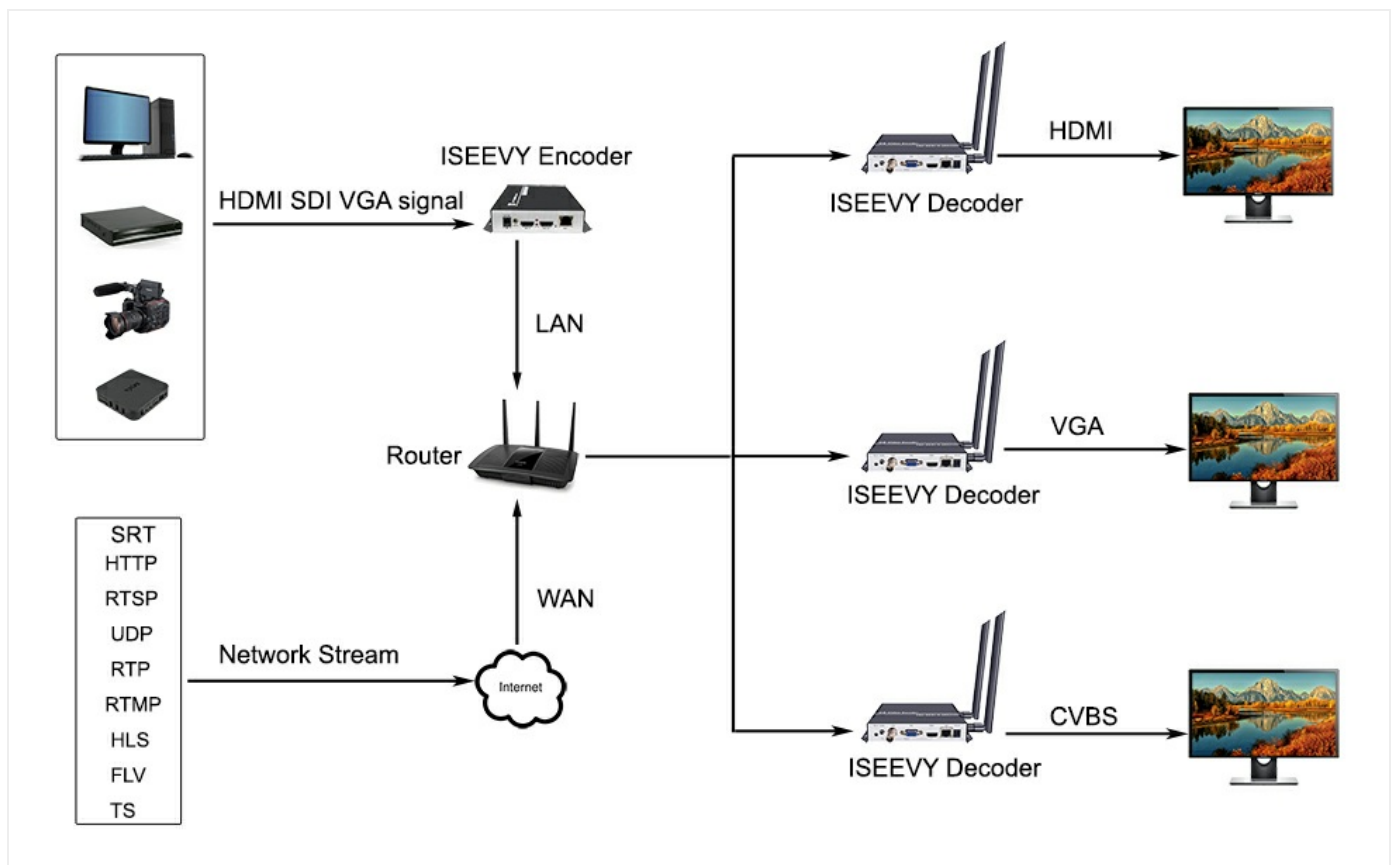 ISEEVY Encoder
HDMI SDI VGA signal
LAN
Router
WAN
SRT
HTTP
RTSP
UDP
RTP
RTMP
HLS
FLV
TS
Network Stream
Internet
HDMI
ISEEVY Decoder
VGA
ISEEVY Decoder
CVBS
ISEEVY Decoder